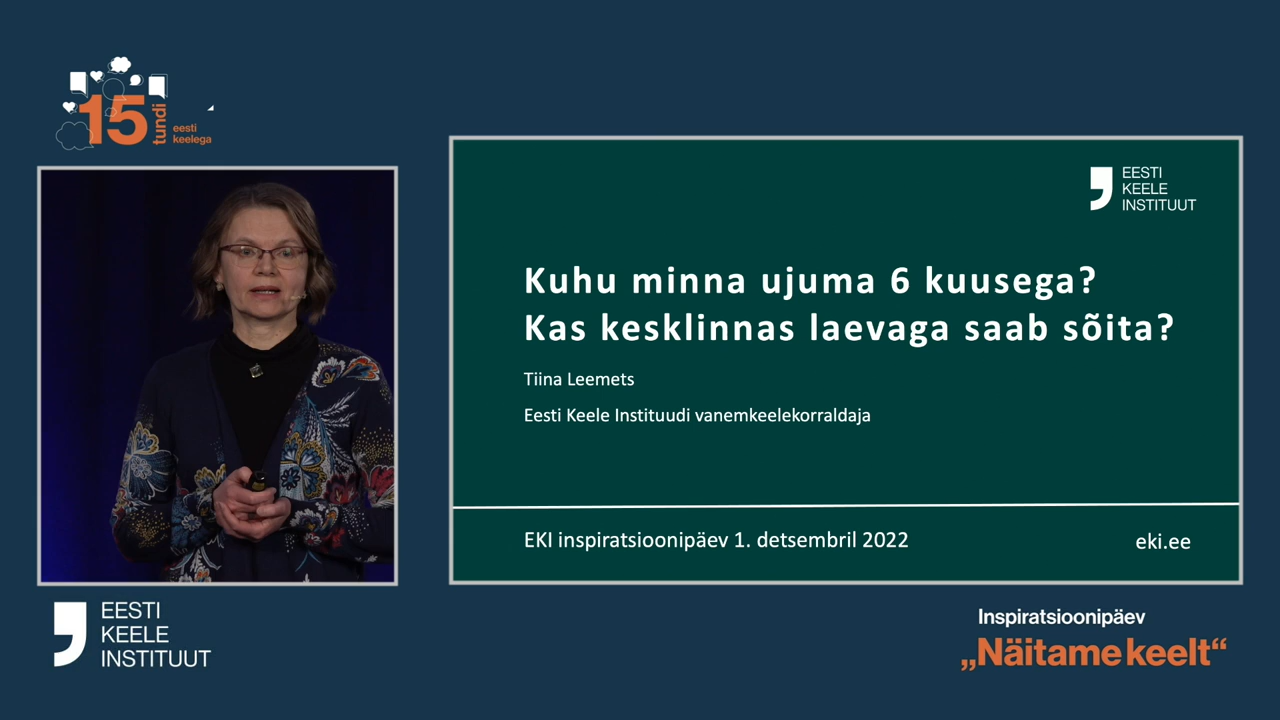 15
tundi
eesti
keelega
EESTI
KEELE
INSTITUUT
Kuhu minna ujuma 6 kuusega?
Kas kesklinnas laevaga saab sõita?
Tiina Leemets
Eesti Keele Instituudi vanemkeelekorraldaja
EKI inspiratsioonipäev 1. detsembril 2022
eki.ee
EESTI
KEELE
INSTITUUT
Inspiratsioonipäev
„Näitame keelt“